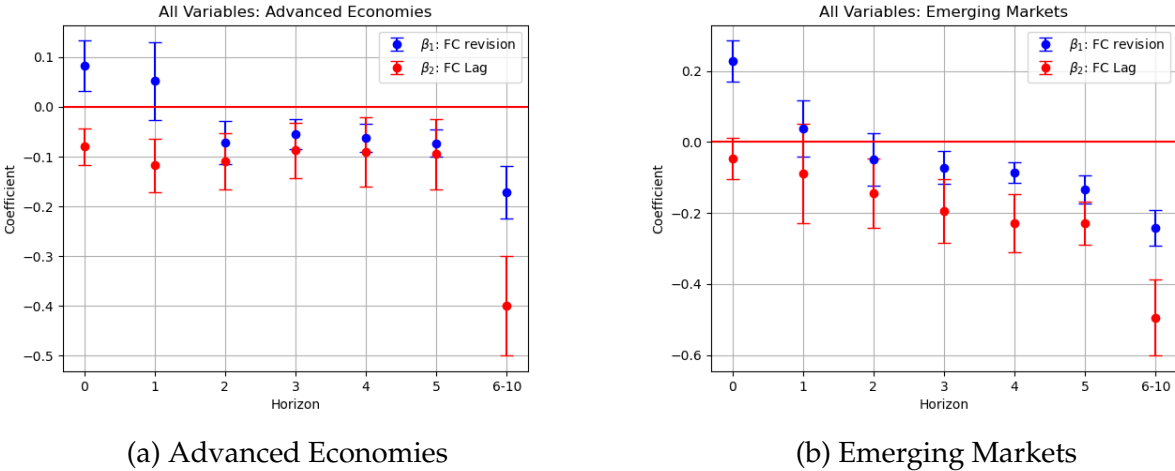 All Variables: Advanced Economies
β1: FC revision
β2: FC Lag
0.1
0.0
−0.1
−0.2
−0.3
−0.4
−0.5
Coefficient
0 1 2 3 4 5 6-10
Horizon
(a) Advanced Economies
All Variables: Emerging Markets
β1: FC revision
β2: FC Lag
0.2
0.0
−0.2
−0.4
−0.6
Coefficient
0 1 2 3 4 5 6-10
Horizon
(b) Emerging Markets